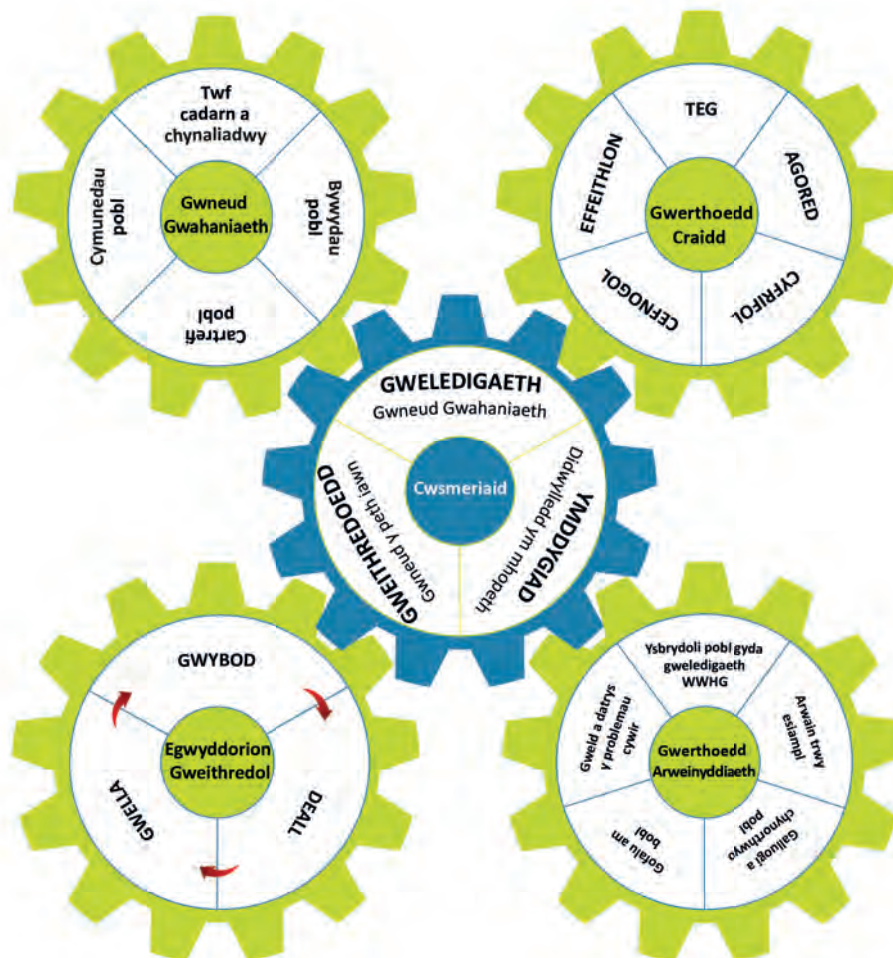 Twf
cadarn a
chynaliadwy
Bywydau
pobl
Cartrefi
pobl
Cymunedau
pobl
Gwneud
Gwahaniaeth
TEG
AGORED
CYFRIFOL
CEFNOGOL
EFFEITHLON
Gwerthoedd
Craidd
GWELEDIGAETH
Gwneud Gwahaniaeth
YMDDYGIAD
Didwylledd ym mhopeth
GWEITHREDOEDD
Gwneud y peth iawn
Cwsmeriaid
GWYBOD
DEALL
GWELLA
Egwyddorion
Gweithredol
Ysbrydoli pobl gyda
gweledigaeth
WWHG
Arwain trwy
esiampl
Galluogi a
chynorthwyo
pobl
Gofalu am
bobl
Gweld a datrys
y problemau
cywir
Gwerthoedd
Arweinyddiaeth